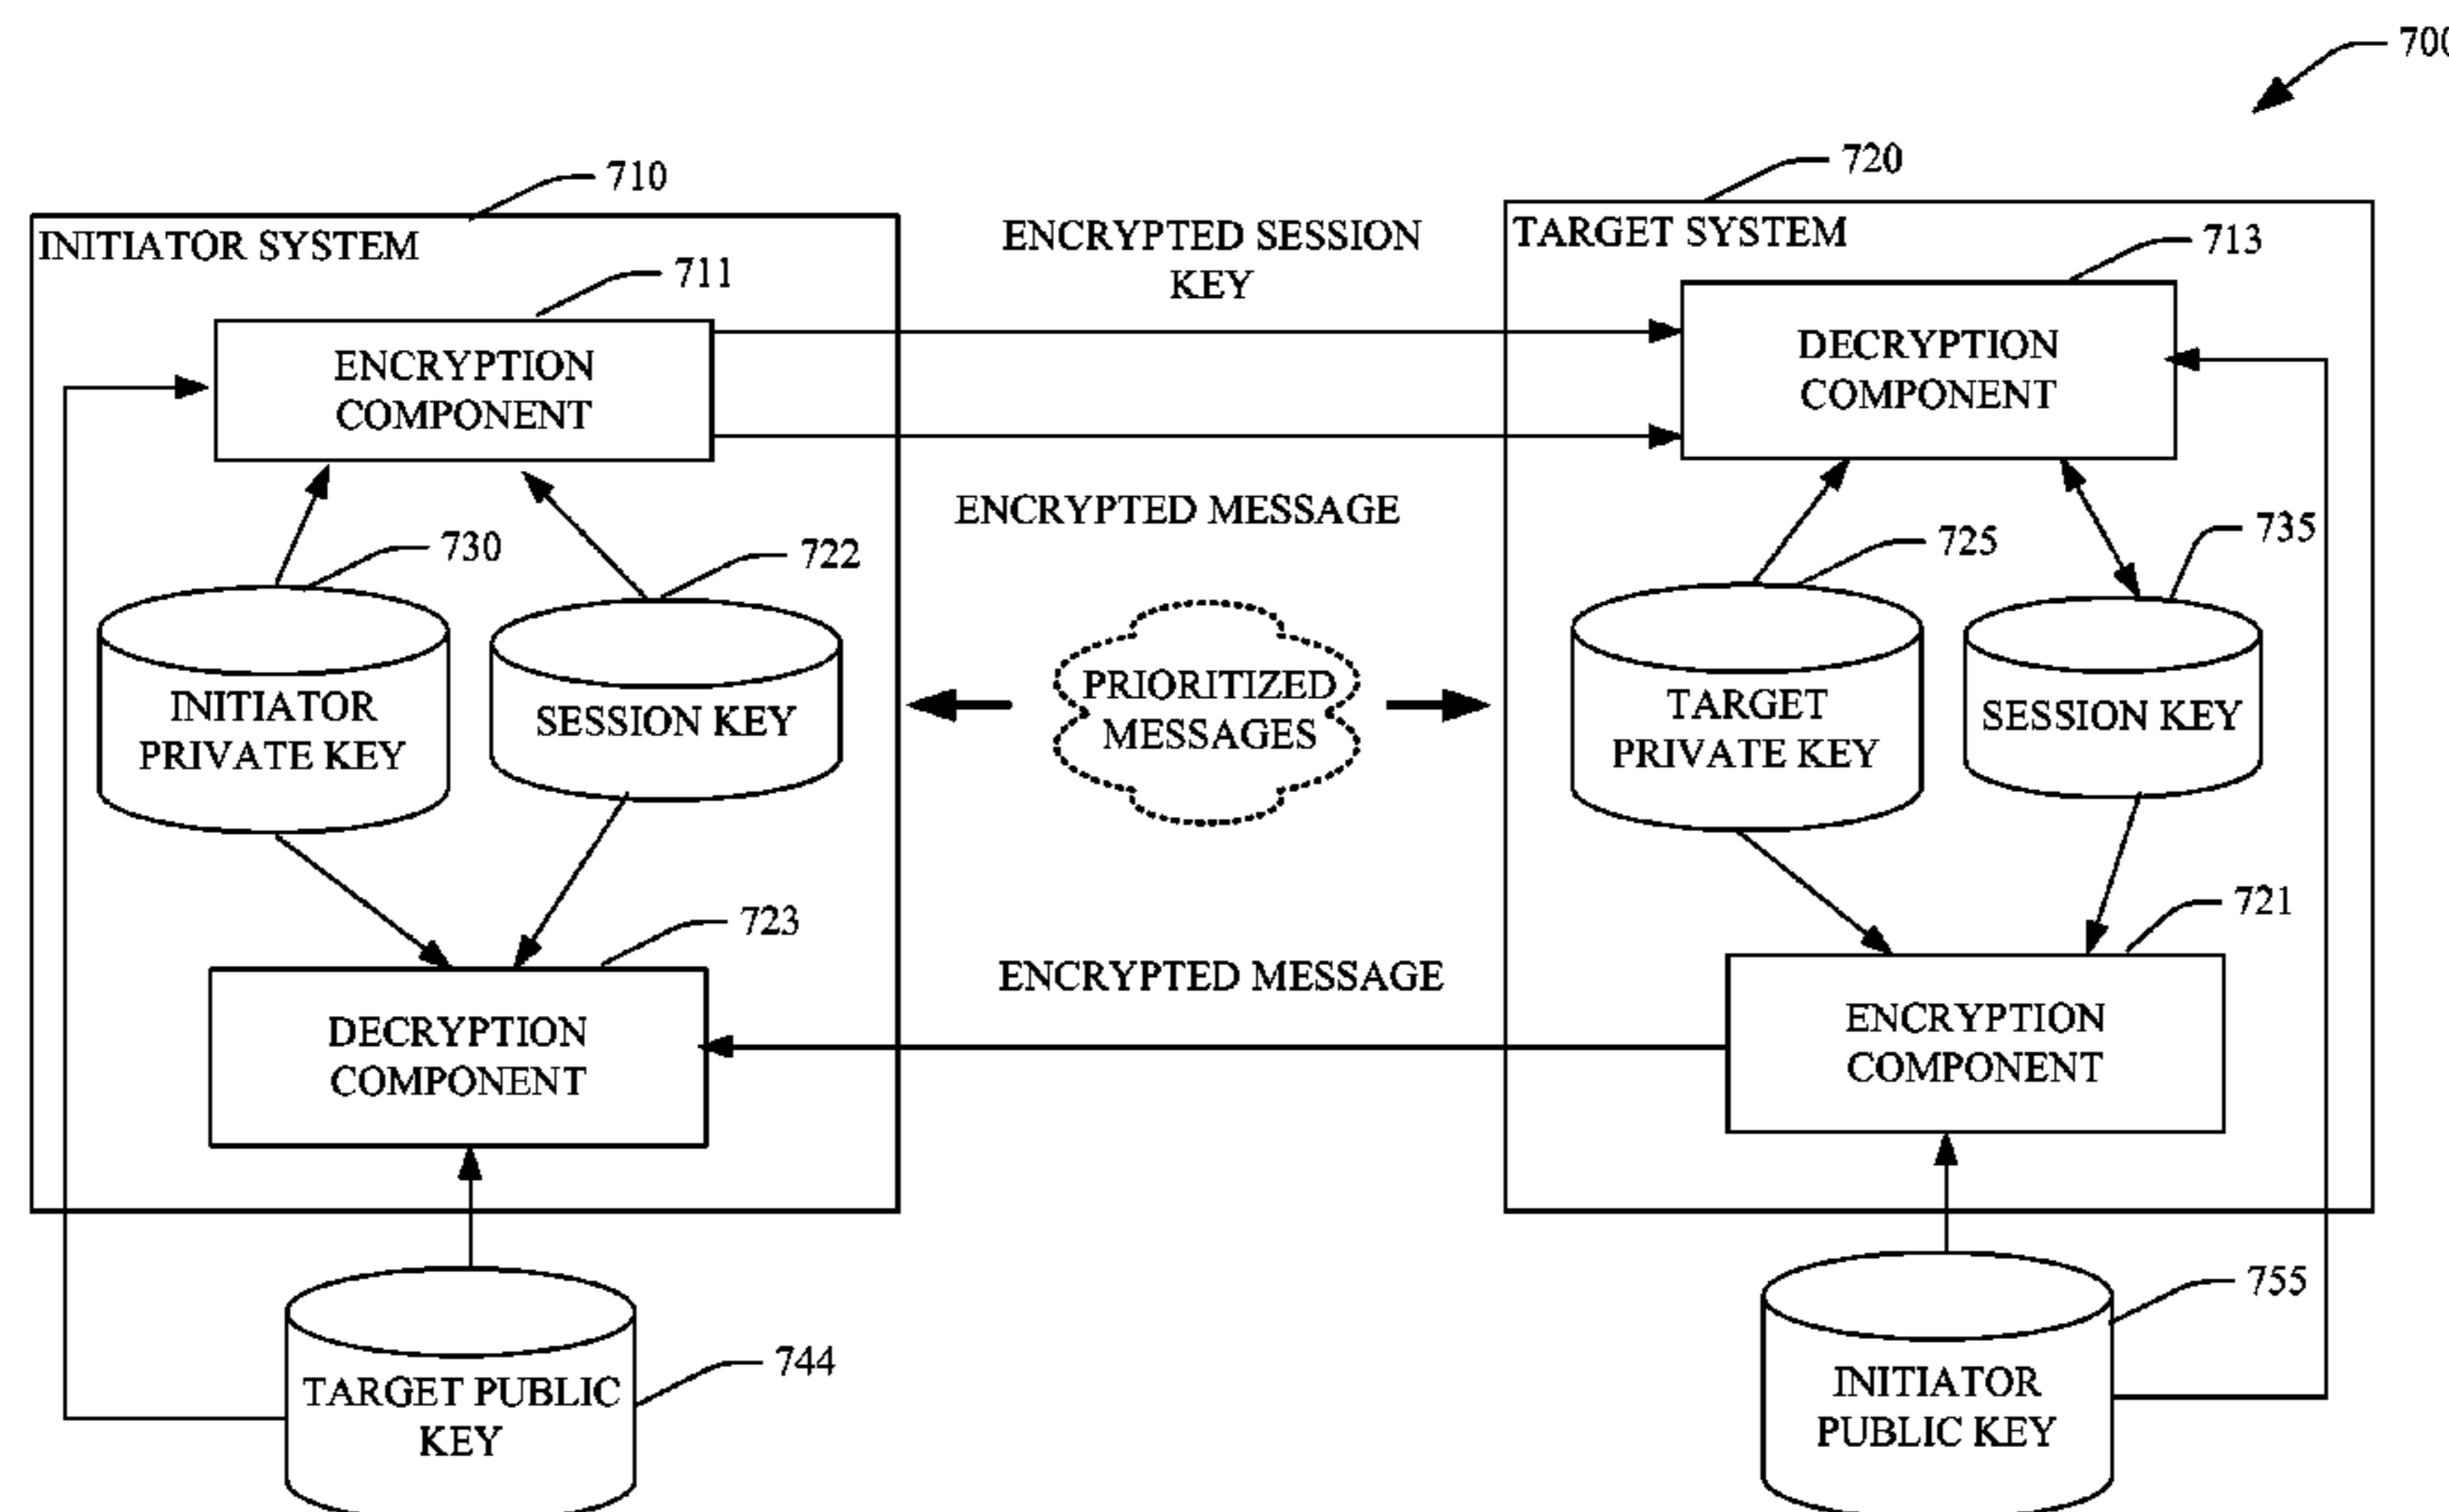 700
710
720
INITIATOR SYSTEM
ENCRYPTED SESSION
KEY
TARGET SYSTEM
713
711
ENCRYPTION
COMPONENT
DECRYPTION
COMPONENT
ENCRYPTED MESSAGE
730
722
725
735
INITIATOR
PRIVATE KEY
SESSION KEY
PRIORITIZED
MESSAGES
TARGET
PRIVATE KEY
SESSION KEY
723
721
ENCRYPTED MESSAGE
DECRYPTION
COMPONENT
ENCRYPTION
COMPONENT
755
744
TARGET PUBLIC
KEY
INITIATOR
PUBLIC KEY